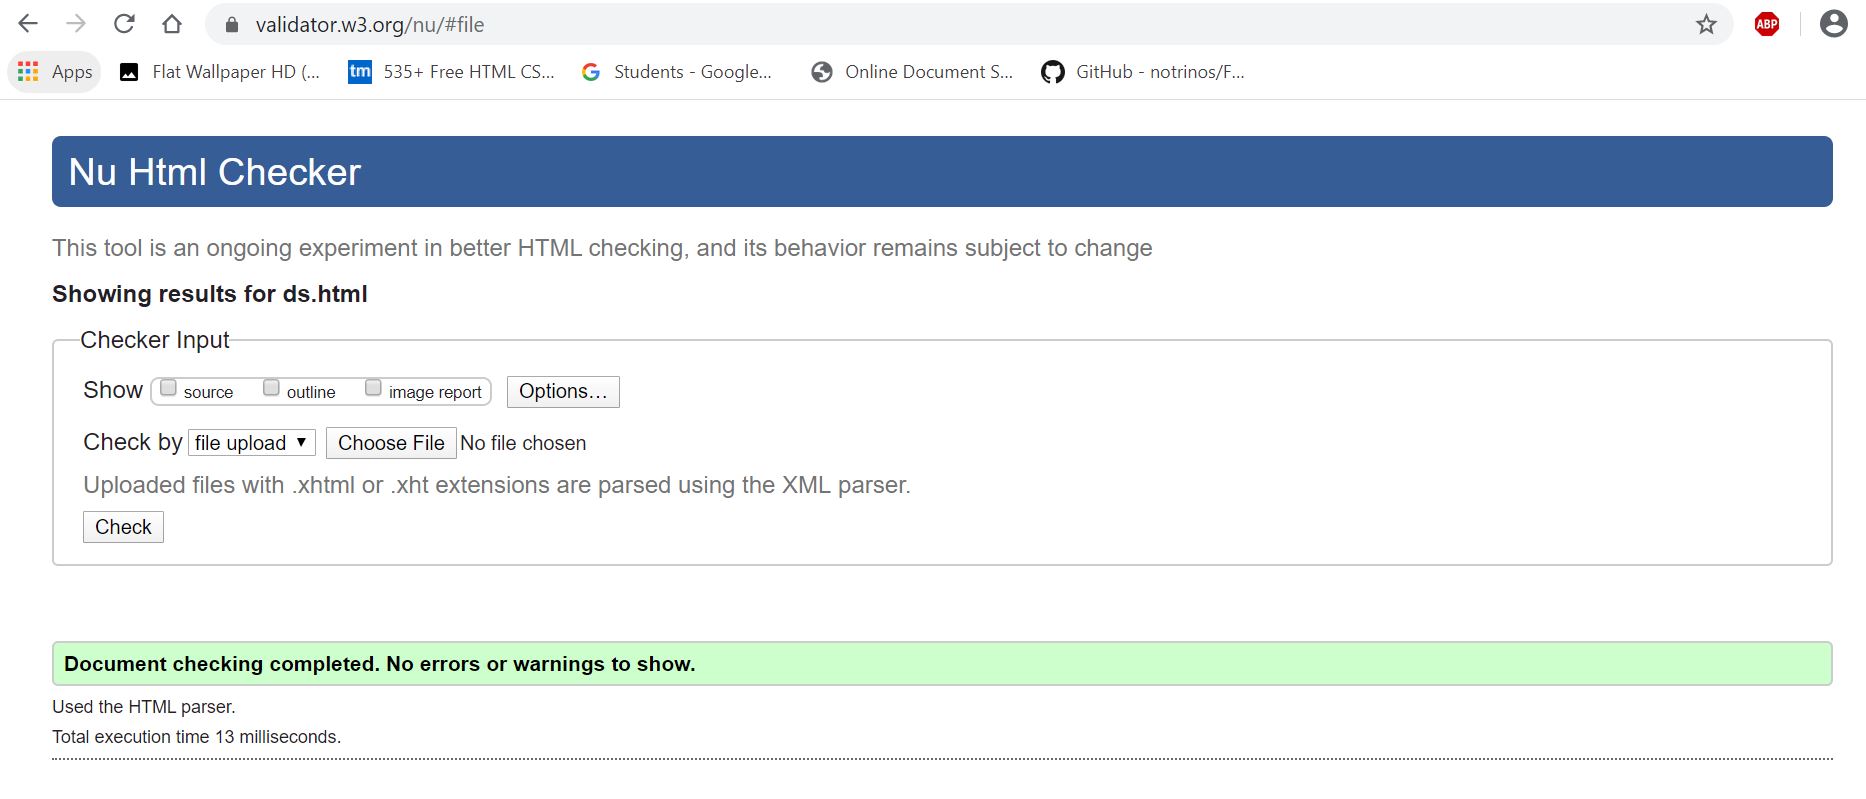 validator.w3.org/nu/#file
ABP
Apps
Flat Wallpaper HD (...
tm
535+ Free HTML CS...
G
Students - Google...
Online Document S...
GitHub - notrinos/F...
Nu Html Checker
This tool is an ongoing experiment in better HTML checking, and its behavior remains subject to change
Showing results for ds.html
Checker Input
Show source outline image report Options...
Check by file upload Choose File No file chosen
Uploaded files with .xhtml or .xht extensions are parsed using the XML parser.
Check
Document checking completed. No errors or warnings to show.
Used the HTML parser.
Total execution time 13 milliseconds.